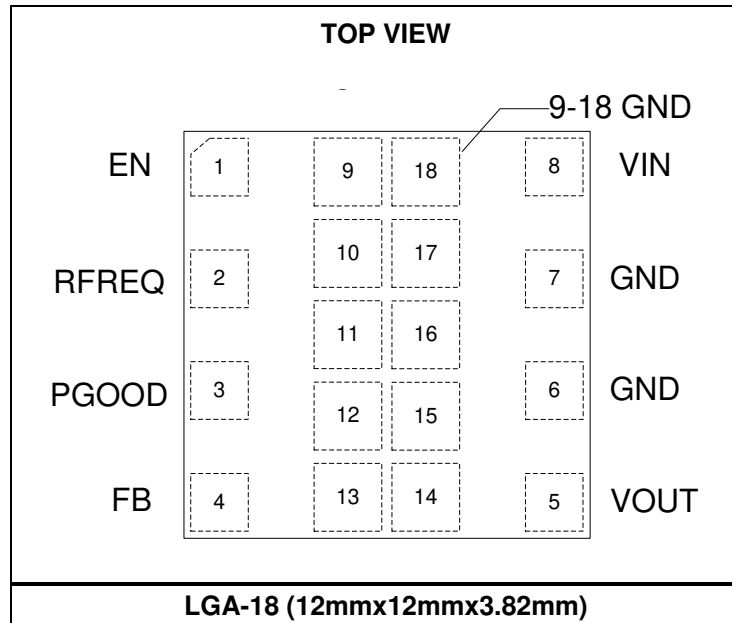 TOP VIEW
9-18 GND
EN 1 9 18 8 VIN
10 17
RFREQ 2 7 GND
11 16
PGOOD 3 6 GND
12 15
FB 4 13 14 5 VOUT
LGA-18 (12mmx12mmx3.82mm)